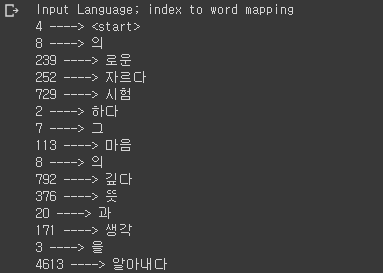 Input Language; index to word mapping
4 ----> <start>
8 ----> 의
239 ----> 로운
252 ----> 자르다
729 ----> 시험
2 ----> 하다
7 ----> 그
113 ----> 마음
8 ----> 의
792 ----> 깊다
376 ----> 뜻
20 ----> 과
171 ----> 생각
3 ----> 을
4613 ----> 알아내다